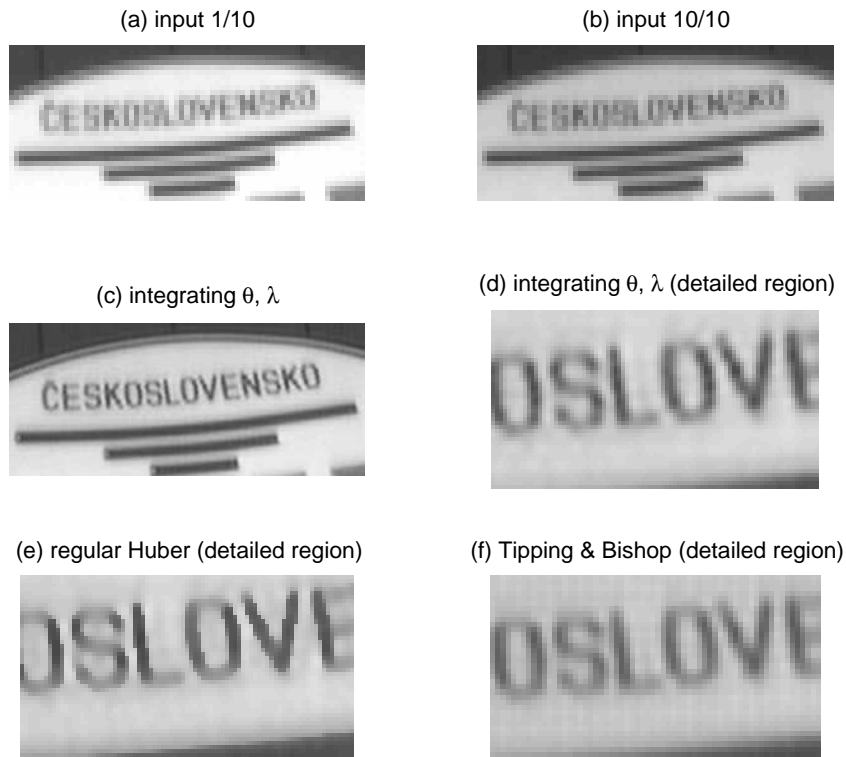 (a) input 1/10
(b) input 10/10
ČESKOSLOVENSKO
ČESKOSLOVENSKO
(c) integrating θ, λ
(d) integrating θ, λ (detailed region)
ČESKOSLOVENSKO
OSLOVE
(e) regular Huber (detailed region)
(f) Tipping & Bishop (detailed region)
OSLOVE
OSLOVE